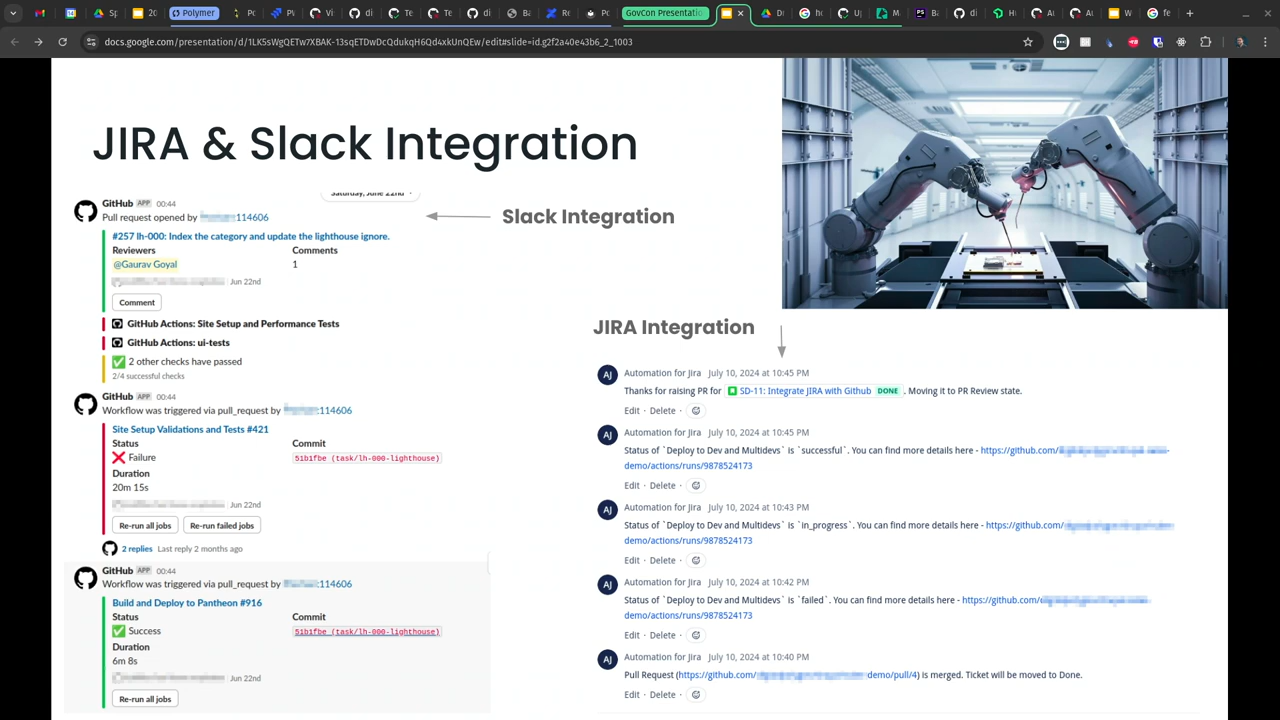 Polymer
GovCon Presentatio
docs.google.com/presentation/d/1LK5sWgQETw7XBAK-13sqETDwDcQdukqH6Qd4xkUnQEw/edit#slide=id.g2f2a40e43b6_2_1003
JIRA & Slack Integration
Saturday, June 22nd
Slack Integration
GitHub APP 00:44
Pull request opened by 114606
#257 lh-000: Index the category and update the lighthouse ignore.
Reviewers Comments
@Gaurav Goyal 1
Jun 22nd
Comment
GitHub Actions: Site Setup and Performance Tests
GitHub Actions: ui-tests
2 other checks have passed
2/4 successful checks
GitHub APP 00:44
Workflow was triggered via pull_request by 114606
Site Setup Validations and Tests #421
Status Commit
Failure 51b1fbe (task/lh-000-lighthouse)
Duration
20m 15s
Jun 22nd
Re-run all jobs Re-run failed jobs
2 replies Last reply 2 months ago
GitHub APP 00:44
Workflow was triggered via pull_request by 114606
Build and Deploy to Pantheon #916
Status Commit
Success 51b1fbe (task/lh-000-lighthouse)
Duration
6m 8s
Jun 22nd
Re-run all jobs
JIRA Integration
AJ Automation for Jira July 10, 2024 at 10:45 PM
Thanks for raising PR for SD-11: Integrate JIRA with Github DONE . Moving it to PR Review state.
Edit · Delete ·
AJ Automation for Jira July 10, 2024 at 10:45 PM
Status of `Deploy to Dev and Multidevs` is `successful`. You can find more details here - https://github.com/
demo/actions/runs/9878524173
Edit · Delete ·
AJ Automation for Jira July 10, 2024 at 10:43 PM
Status of `Deploy to Dev and Multidevs` is `in_progress`. You can find more details here - https://github.com/
demo/actions/runs/9878524173
Edit · Delete ·
AJ Automation for Jira July 10, 2024 at 10:42 PM
Status of `Deploy to Dev and Multidevs` is `failed`. You can find more details here - https://github.com/
demo/actions/runs/9878524173
Edit · Delete ·
AJ Automation for Jira July 10, 2024 at 10:40 PM
Pull Request (https://github.com/ demo/pull/4) is merged. Ticket will be moved to Done.
Edit · Delete ·